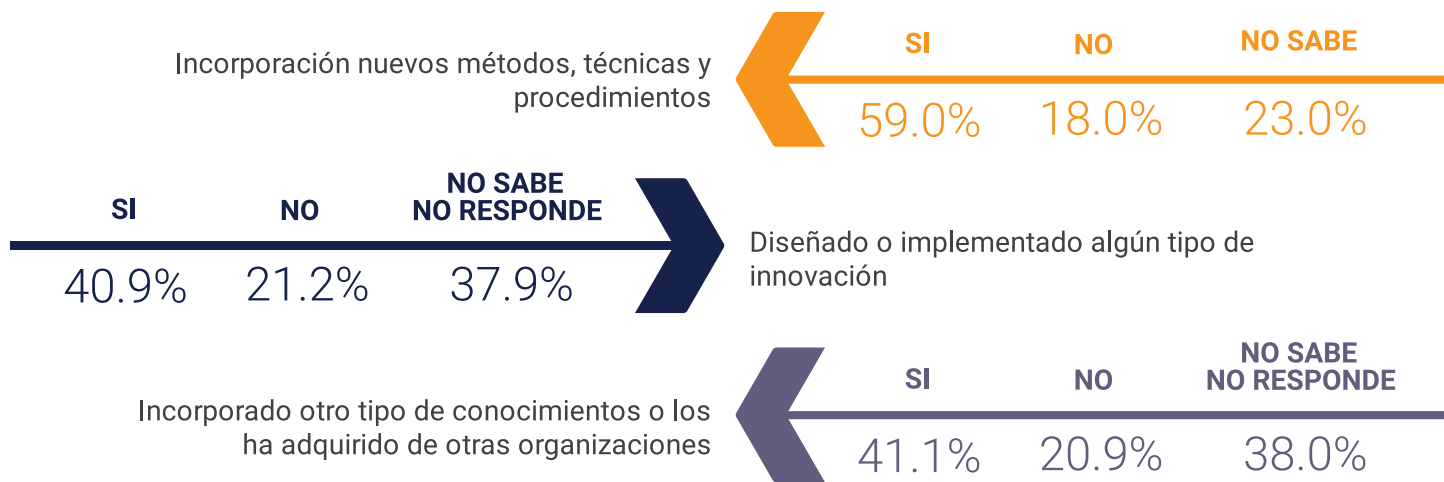 Incorporación nuevos métodos, técnicas y
procedimientos
SI NO NO SABE
59.0% 18.0% 23.0%
SI NO NO SABE
NO RESPONDE
40.9% 21.2% 37.9%
Diseñado o implementado algún tipo de
innovación
Incorporado otro tipo de conocimientos o los
ha adquirido de otras organizaciones
SI NO NO SABE
NO RESPONDE
41.1% 20.9% 38.0%